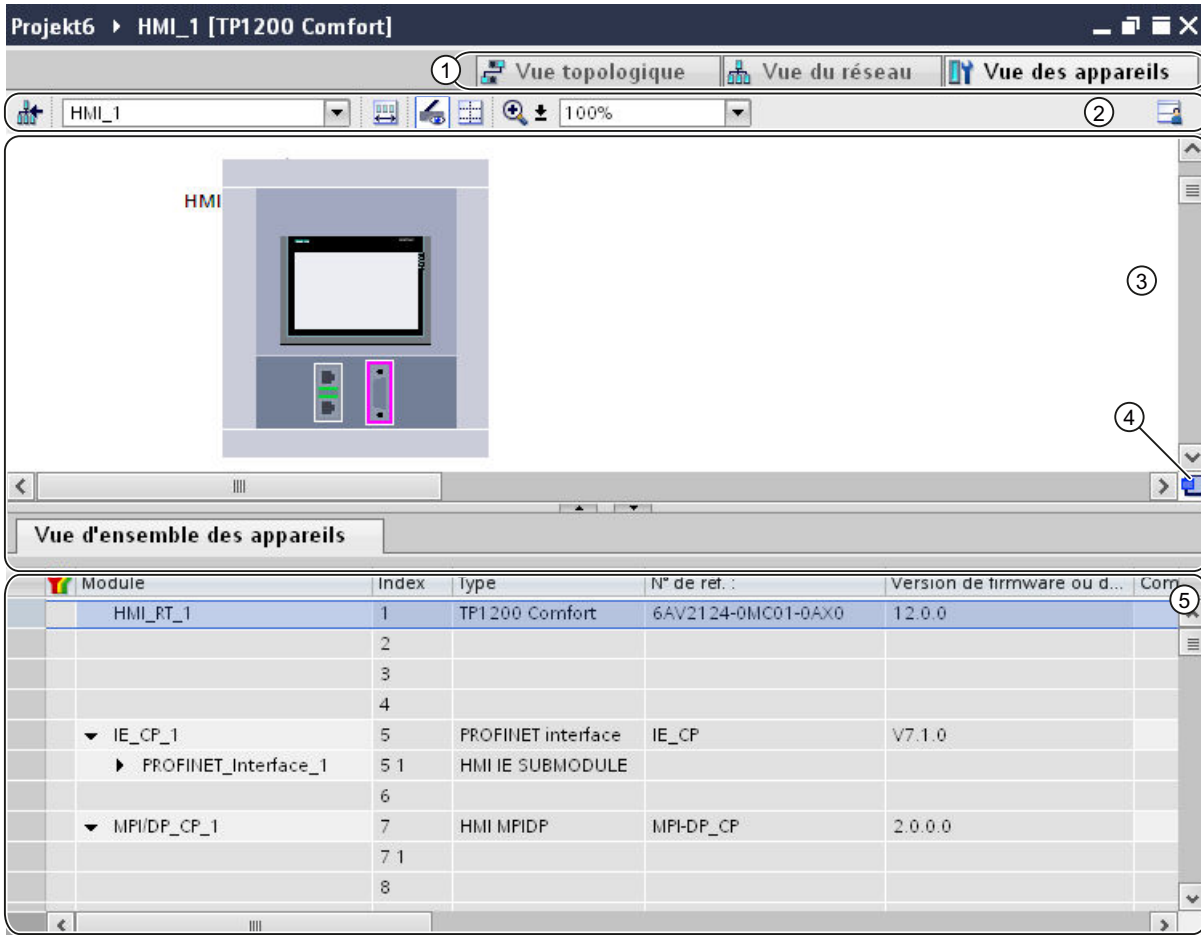 Projekt6 ▸ HMI_1 [TP1200 Comfort]
① Vue topologique Vue du réseau Vue des appareils
HMI_1 100% ②
HMI
③
④
Vue d'ensemble des appareils
Module Index Type N° de réf. : Version de firmware ou d... Com
⑤
HMI_RT_1 1 TP1200 Comfort 6AV2124-0MC01-0AX0 12.0.0
2
3
4
IE_CP_1 5 PROFINET interface IE_CP V7.1.0
PROFINET_Interface_1 5 1 HMI IE SUBMODULE
6
MPI/DP_CP_1 7 HMI MPIDP MPI-DP_CP 2.0.0.0
7 1
8